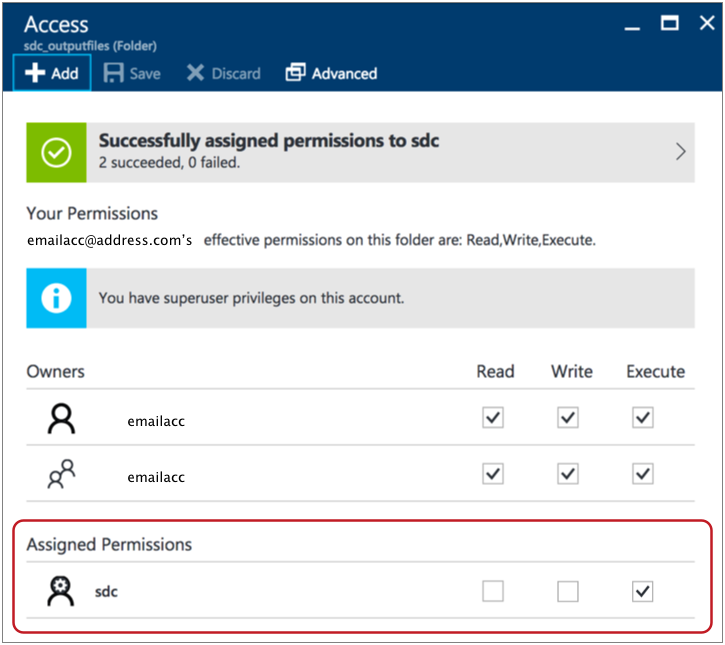 Access
sdc_outputfiles (Folder)
Add Save Discard Advanced
Successfully assigned permissions to sdc
2 succeeded, 0 failed.
Your Permissions
emailacc@address.com's effective permissions on this folder are: Read,Write,Execute.
You have superuser privileges on this account.
Owners Read Write Execute
emailacc
emailacc
Assigned Permissions
sdc